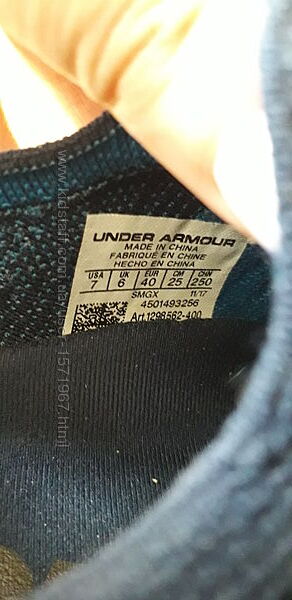 UNDER ARMOUR
MADE IN CHINA
FABRIQUE EN CHINE
HECHO EN CHINA
USA UK EUR CM CHN
7 6 40 25 250
SMGX 11/17
4501493256
Art.1298562-400